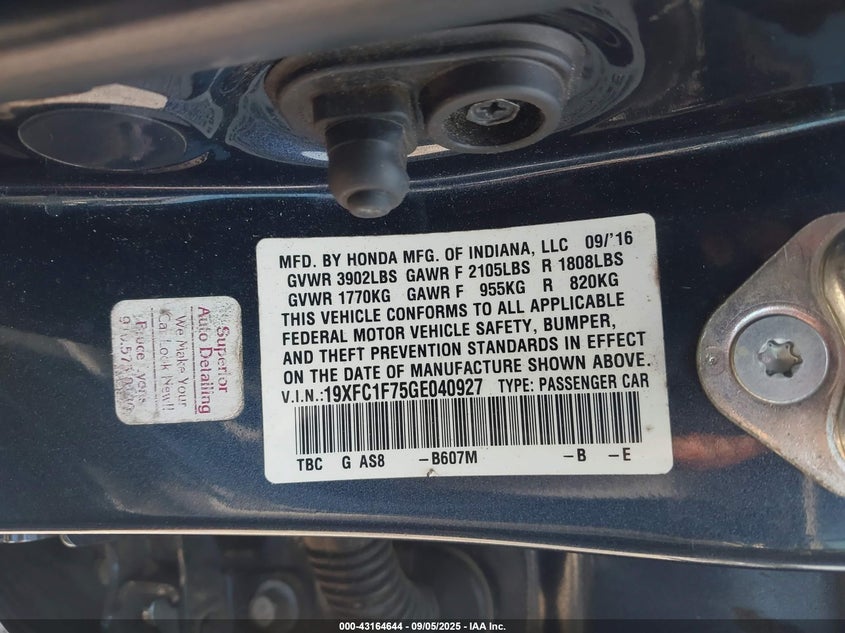 MFD. BY HONDA MFG. OF INDIANA, LLC 09/'16
GVWR 3902LBS GAWR F 2105LBS R 1808LBS
GVWR 1770KG GAWR F 955KG R 820KG
THIS VEHICLE CONFORMS TO ALL APPLICABLE
FEDERAL MOTOR VEHICLE SAFETY, BUMPER,
AND THEFT PREVENTION STANDARDS IN EFFECT
ON THE DATE OF MANUFACTURE SHOWN ABOVE.
V.I.N.: 19XFC1F75GE040927 TYPE: PASSENGER CAR
TBC G AS8 -B607M -B -E
Superior
Auto Detailing
We Make Your
Car Look New!!
Bruce
000-43164644 - 09/05/2025 - IAA Inc.